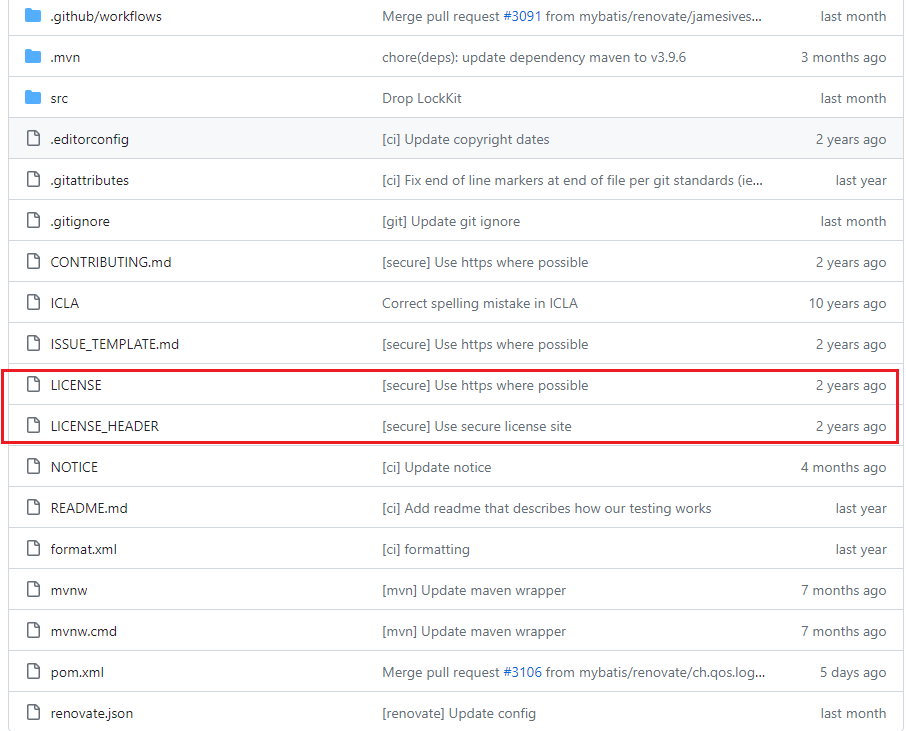 .github/workflows Merge pull request #3091 from mybatis/renovate/jamesives... last month
.mvn chore(deps): update dependency maven to v3.9.6 3 months ago
src Drop LockKit last month
.editorconfig [ci] Update copyright dates 2 years ago
.gitattributes [ci] Fix end of line markers at end of file per git standards (ie... last year
.gitignore [git] Update git ignore last month
CONTRIBUTING.md [secure] Use https where possible 2 years ago
ICLA Correct spelling mistake in ICLA 10 years ago
ISSUE_TEMPLATE.md [secure] Use https where possible 2 years ago
LICENSE [secure] Use https where possible 2 years ago
LICENSE_HEADER [secure] Use secure license site 2 years ago
NOTICE [ci] Update notice 4 months ago
README.md [ci] Add readme that describes how our testing works last year
format.xml [ci] formatting last year
mvnw [mvn] Update maven wrapper 7 months ago
mvnw.cmd [mvn] Update maven wrapper 7 months ago
pom.xml Merge pull request #3106 from mybatis/renovate/ch.qos.log... 5 days ago
renovate.json [renovate] Update config last month